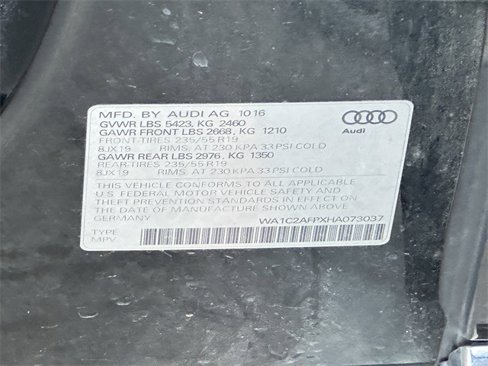 MFD. BY AUDI AG 1016
GVWR LBS 5423, KG 2460
GAWR FRONT LBS 2668, KG 1210
FRONT-TIRES 235/55 R19
8JX19 RIMS, AT 230 KPA 33 PSI COLD
GAWR REAR LBS 2976, KG 1350
REAR-TIRES 235/55 R19
8JX19 RIMS, AT 230 KPA 33 PSI COLD
THIS VEHICLE CONFORMS TO ALL APPLICABLE
U.S. FEDERAL MOTOR VEHICLE SAFETY AND
THEFT PREVENTION STANDARDS IN EFFECT ON
THE DATE OF MANUFACTURE SHOWN ABOVE
GERMANY WA1C2AFPXHA073037
TYPE
MPV
Audi